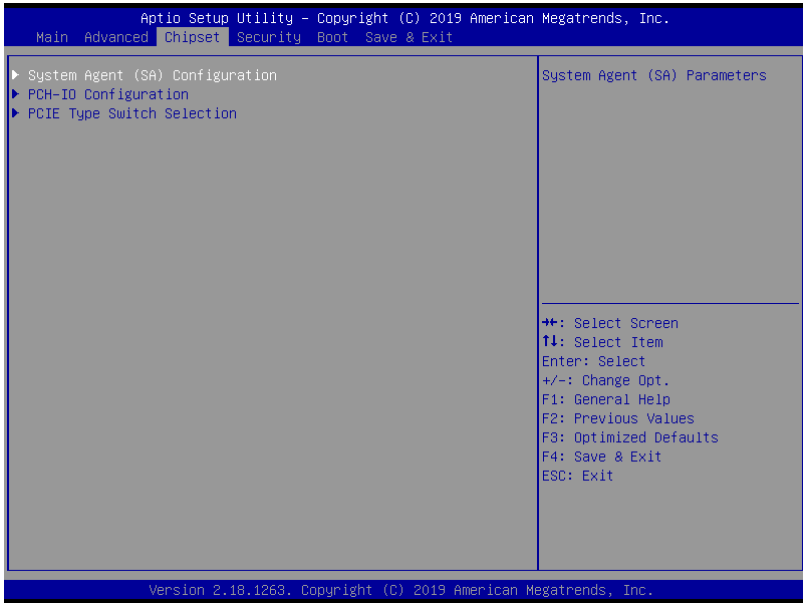 Aptio Setup Utility – Copyright (C) 2019 American Megatrends, Inc.
Main Advanced Chipset Security Boot Save & Exit
▶ System Agent (SA) Configuration
▶ PCH-IO Configuration
▶ PCIE Type Switch Selection
System Agent (SA) Parameters
→←: Select Screen
↑↓: Select Item
Enter: Select
+/-: Change Opt.
F1: General Help
F2: Previous Values
F3: Optimized Defaults
F4: Save & Exit
ESC: Exit
Version 2.18.1263. Copyright (C) 2019 American Megatrends, Inc.